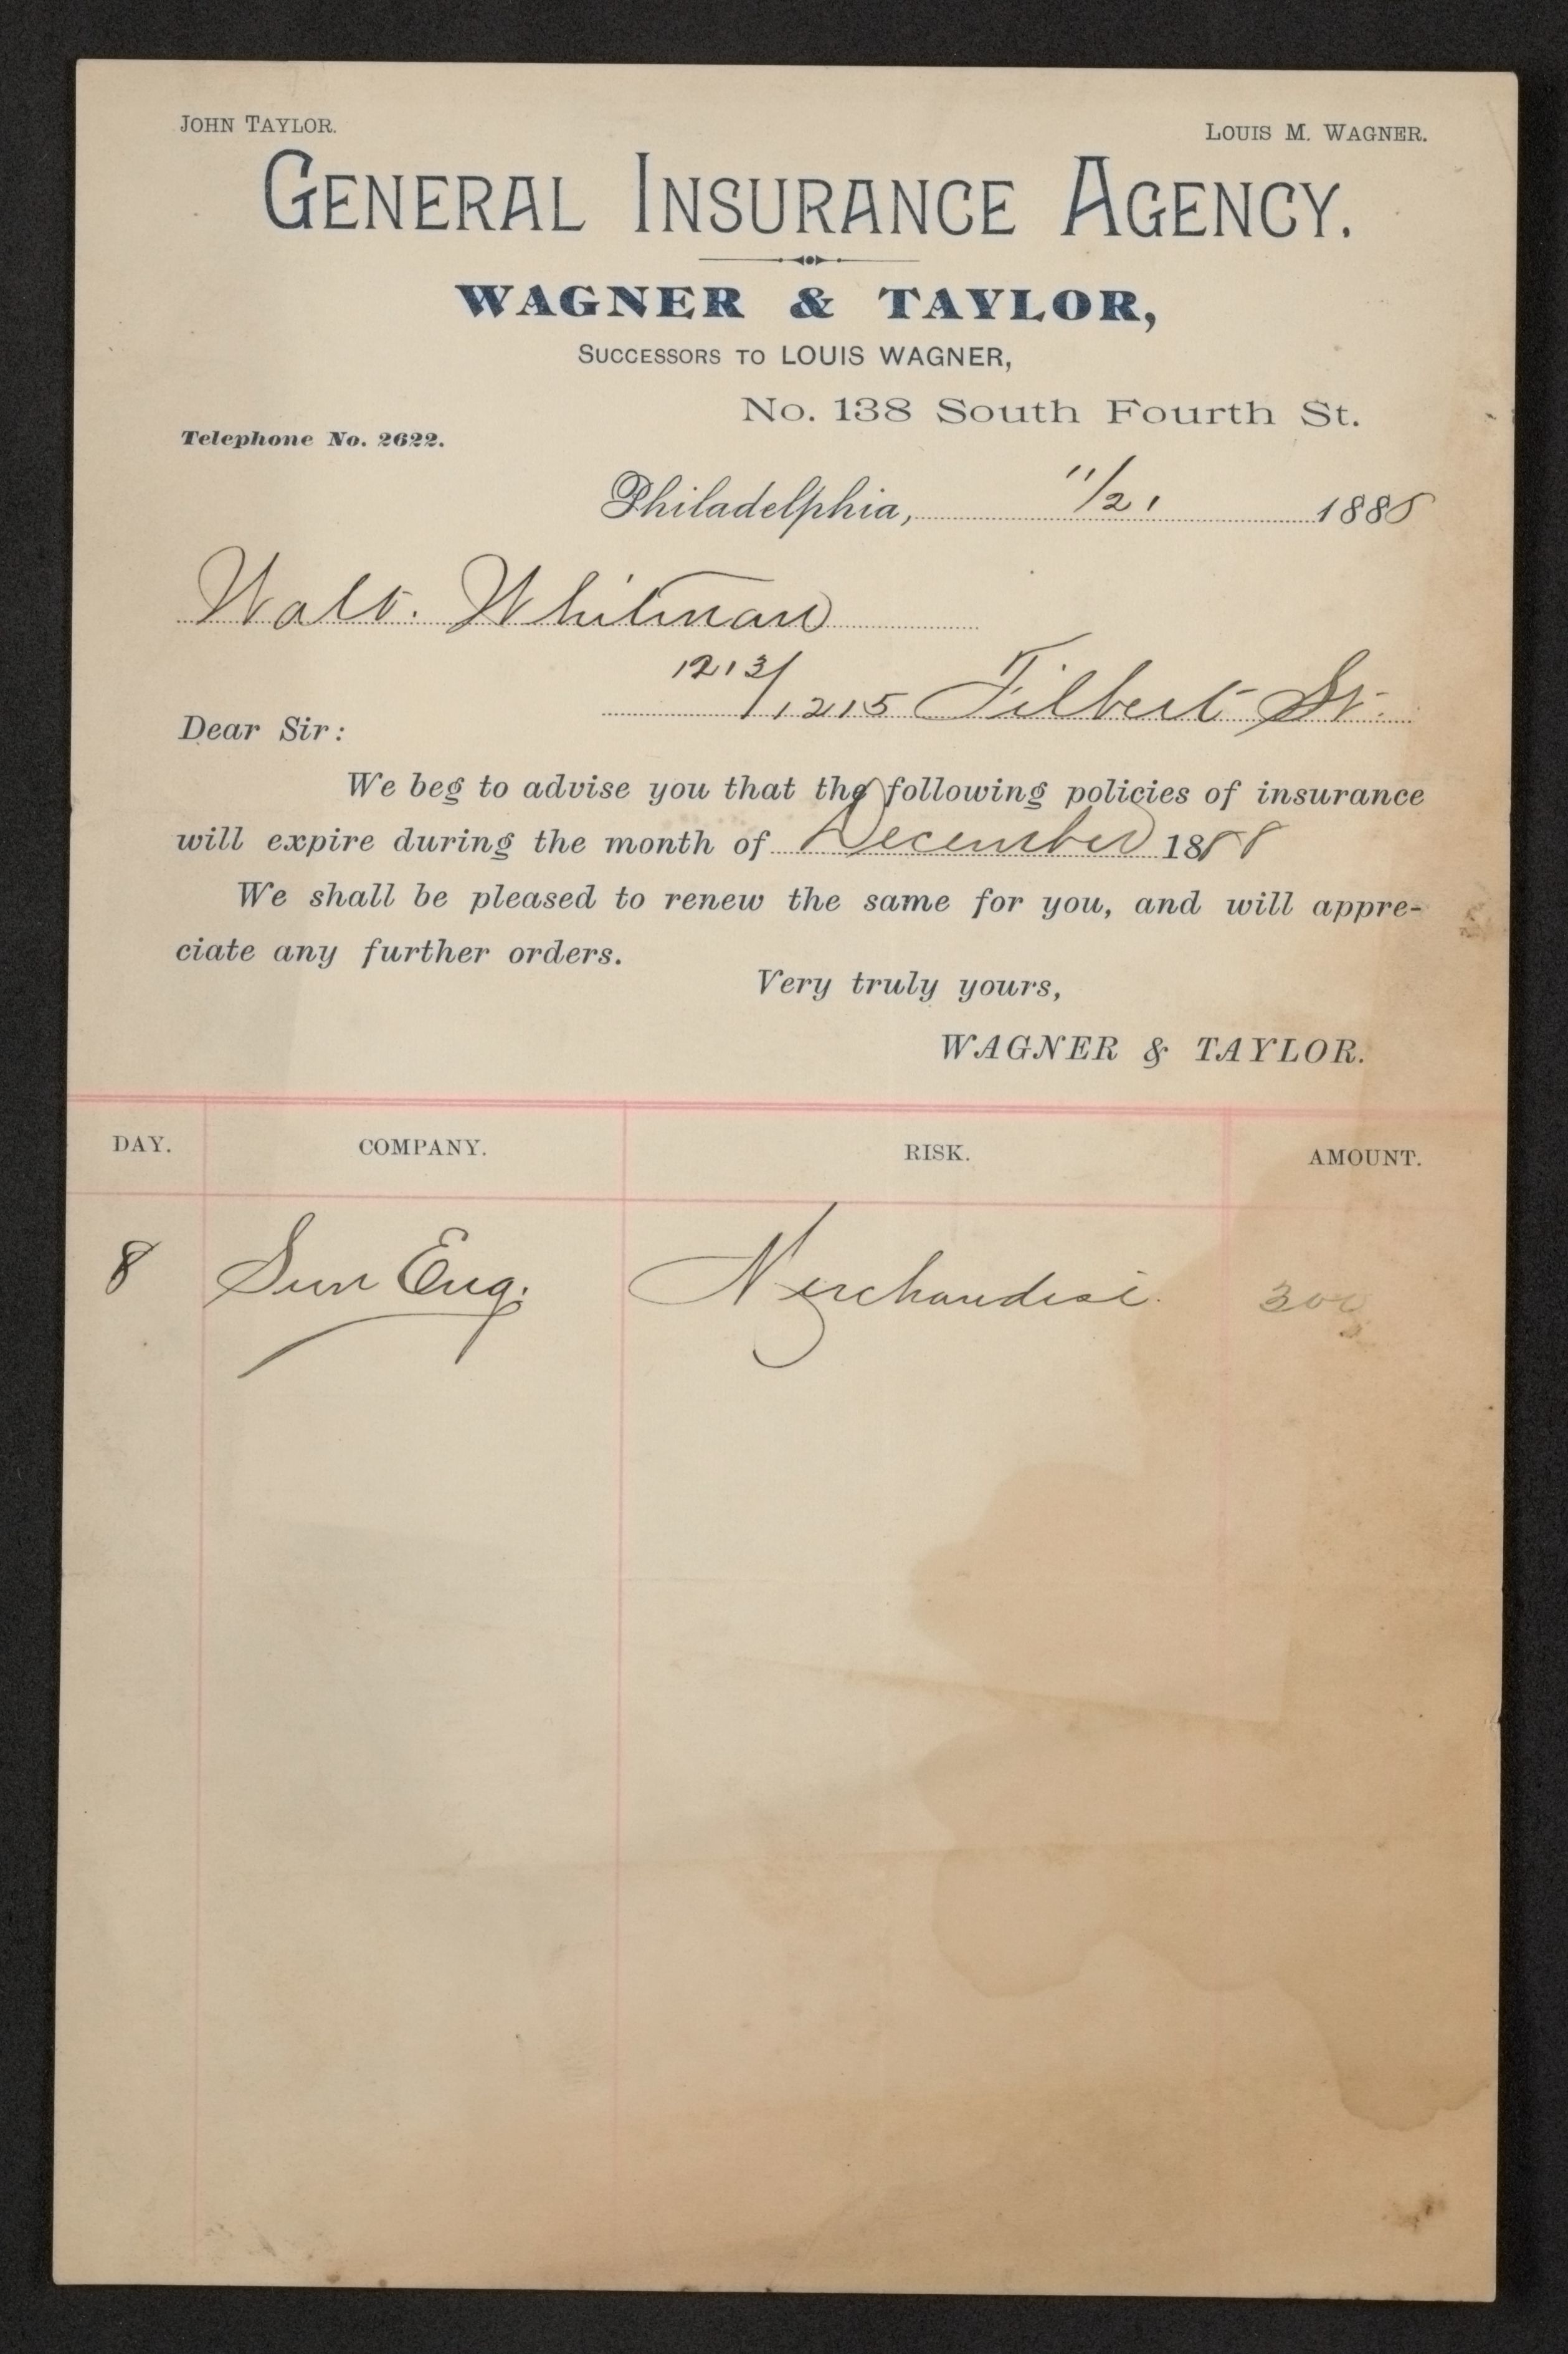 JOHN TAYLOR. LOUIS M. WAGNER.
GENERAL INSURANCE AGENCY.
WAGNER & TAYLOR,
SUCCESSORS TO LOUIS WAGNER,
No. 138 South Fourth St.
Telephone No. 2622.
Philadelphia, 11/21 1888
Walt. Whitman
1213/1215 Filbert St.
Dear Sir:
We beg to advise you that the following policies of insurance
will expire during the month of December 1888
We shall be pleased to renew the same for you, and will appre-
ciate any further orders.
Very truly yours,
WAGNER & TAYLOR.
DAY. COMPANY. RISK. AMOUNT.
8 Sun Eng. Merchandise. 300